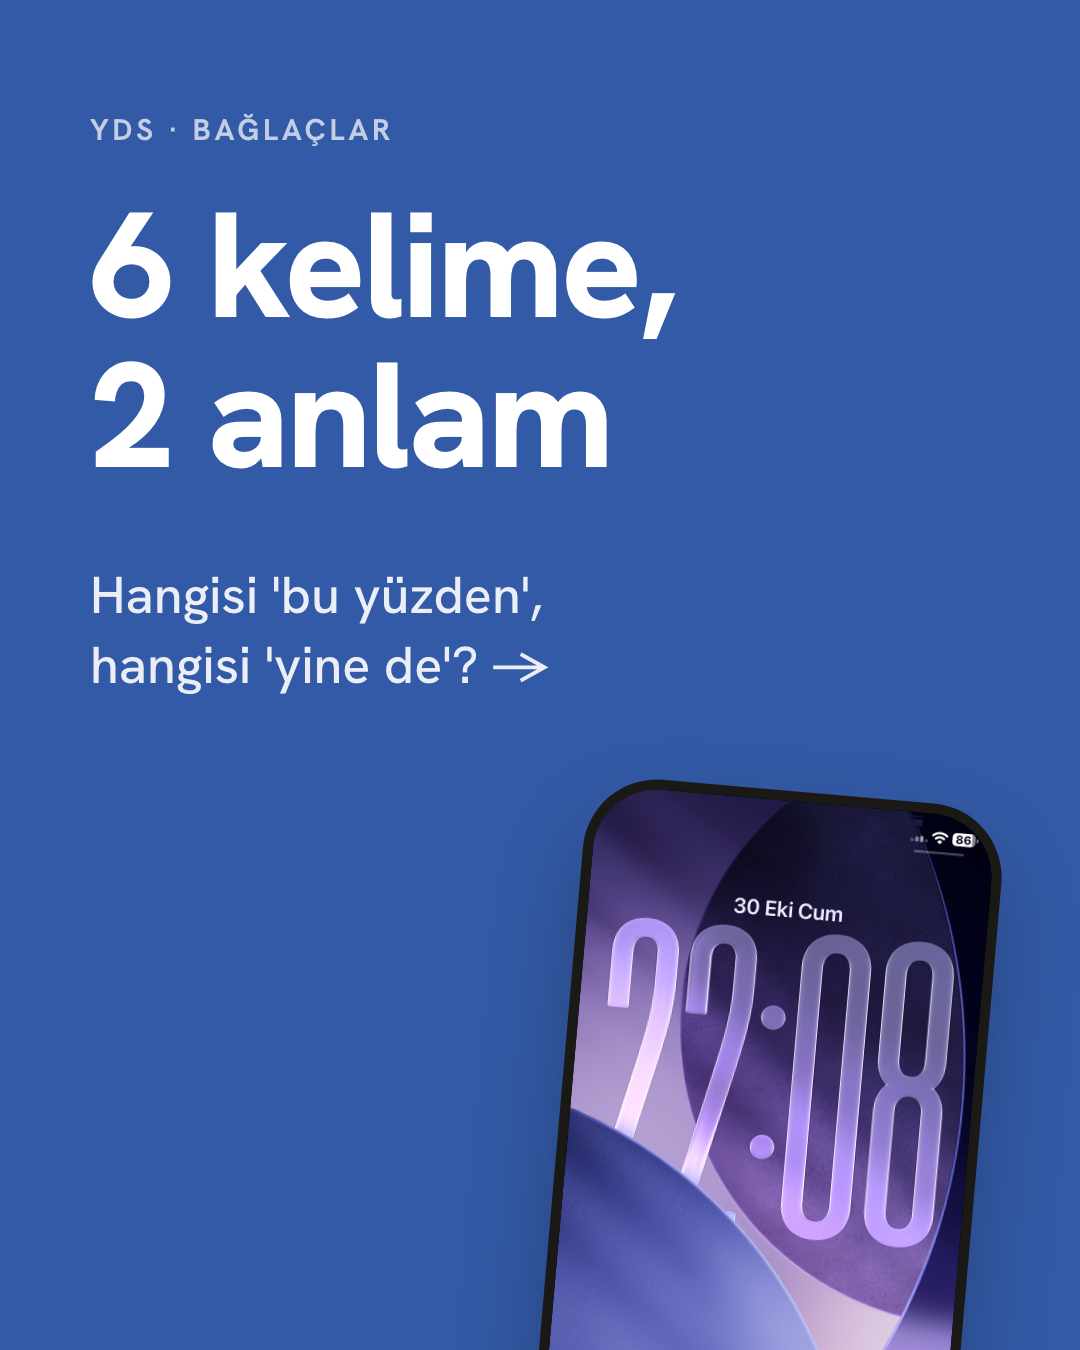 YDS · BAĞLAÇLAR
6 kelime,
2 anlam
Hangisi 'bu yüzden',
hangisi 'yine de'? →
86
30 Eki Cum
22:08